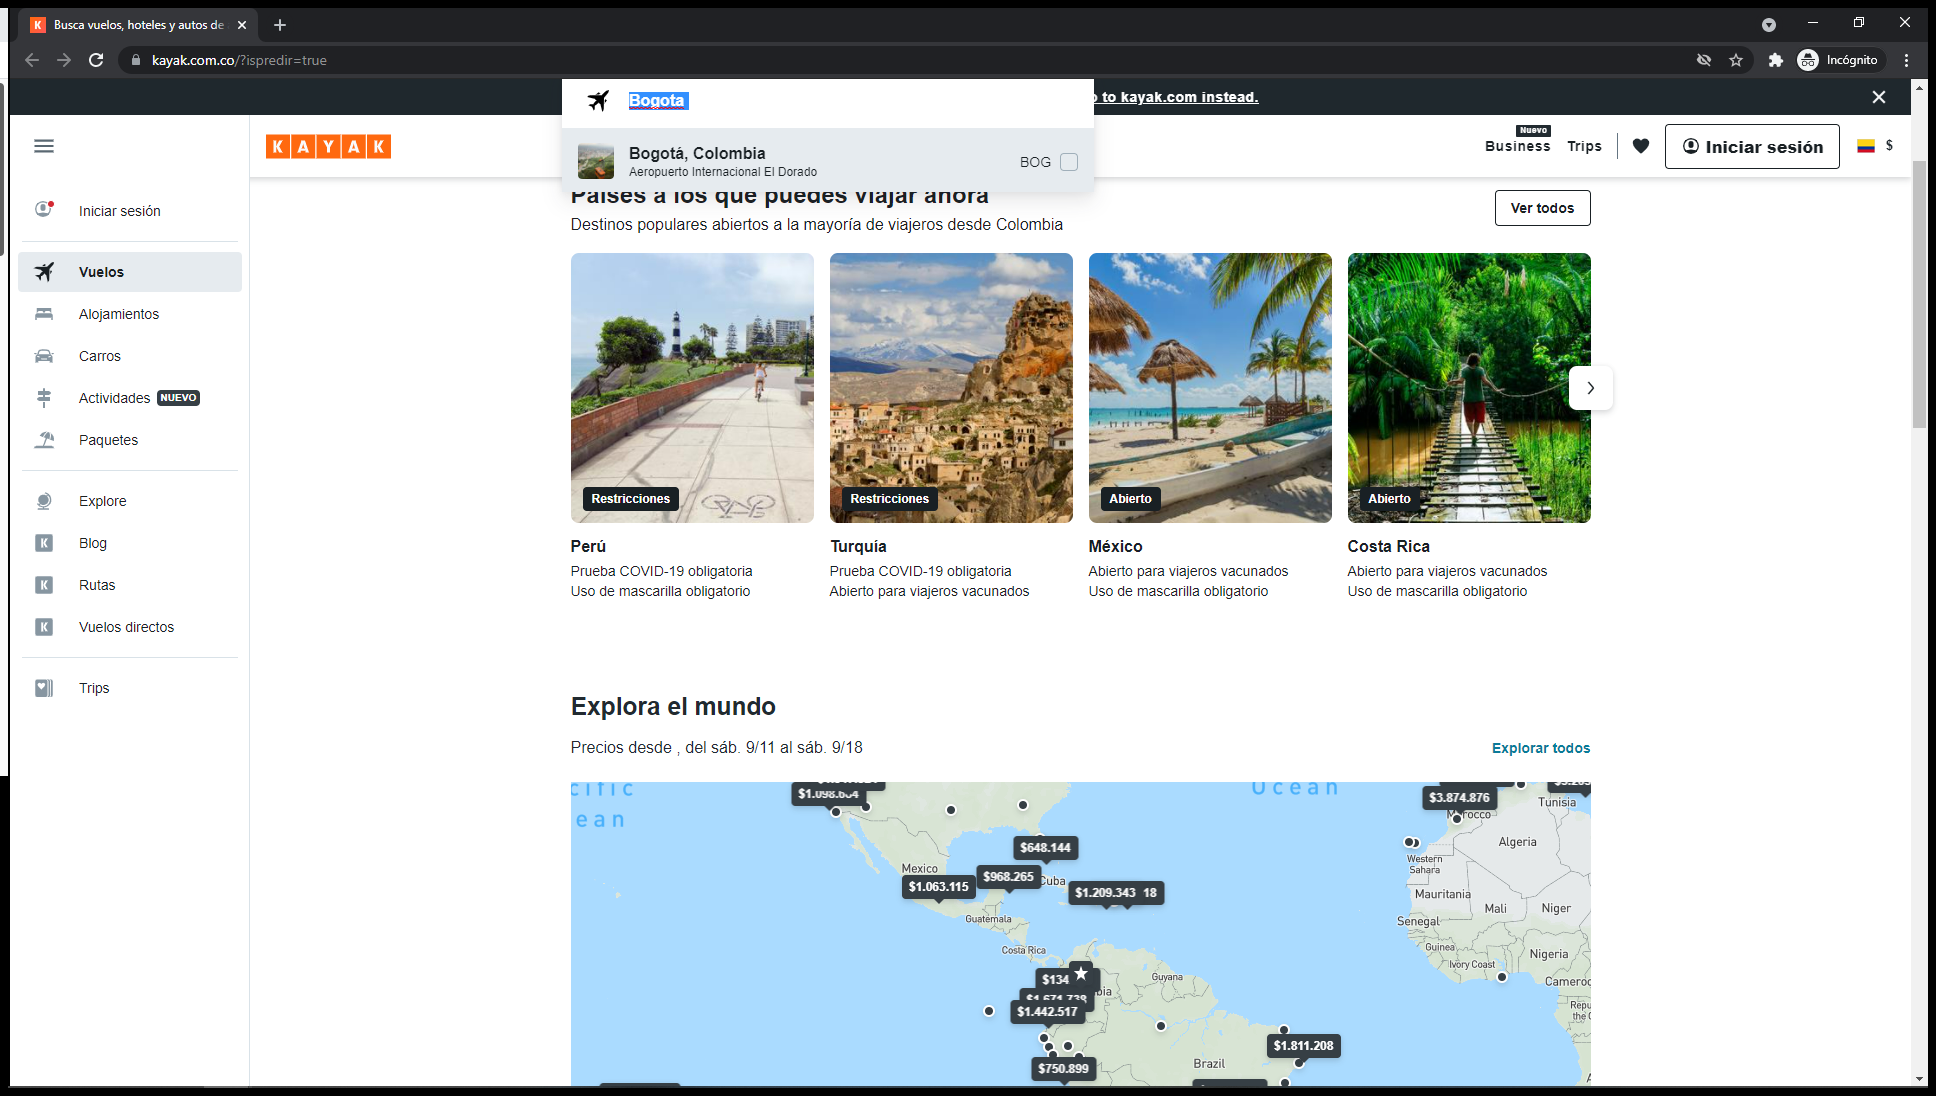 Busca vuelos, hoteles y autos de
kayak.com.co/?ispredir=true
Incógnito
Bogota
to kayak.com instead.
Bogotá, Colombia
Aeropuerto Internacional El Dorado
BOG
KAYAK
Nuevo
Business
Trips
Iniciar sesión
$
Iniciar sesión
Vuelos
Alojamientos
Carros
Actividades NUEVO
Paquetes
Explore
K Blog
K Rutas
K Vuelos directos
Trips
Países a los que puedes viajar ahora
Destinos populares abiertos a la mayoría de viajeros desde Colombia
Ver todos
Restricciones
Perú
Prueba COVID-19 obligatoria
Uso de mascarilla obligatorio
Restricciones
Turquía
Prueba COVID-19 obligatoria
Abierto para viajeros vacunados
Abierto
México
Abierto para viajeros vacunados
Uso de mascarilla obligatorio
Abierto
Costa Rica
Abierto para viajeros vacunados
Uso de mascarilla obligatorio
Explora el mundo
Precios desde , del sáb. 9/11 al sáb. 9/18
Explorar todos
cific
ean
Ocean
$1.098.634
$3.874.876
Tunisia
Morocco
Algeria
$648.144
Western
Sahara
Mexico
$968.265
Cuba
$1.063.115
$1.209.343
18
Mauritania
Mali
Niger
Guatemala
Senegal
Guinea
Costa Rica
Nigeria
Ivory Coast
Guyana
$134
bia
Cameroo
$1.671.738
$1.442.517
Repu
the C
$1.811.208
Brazil
$750.899